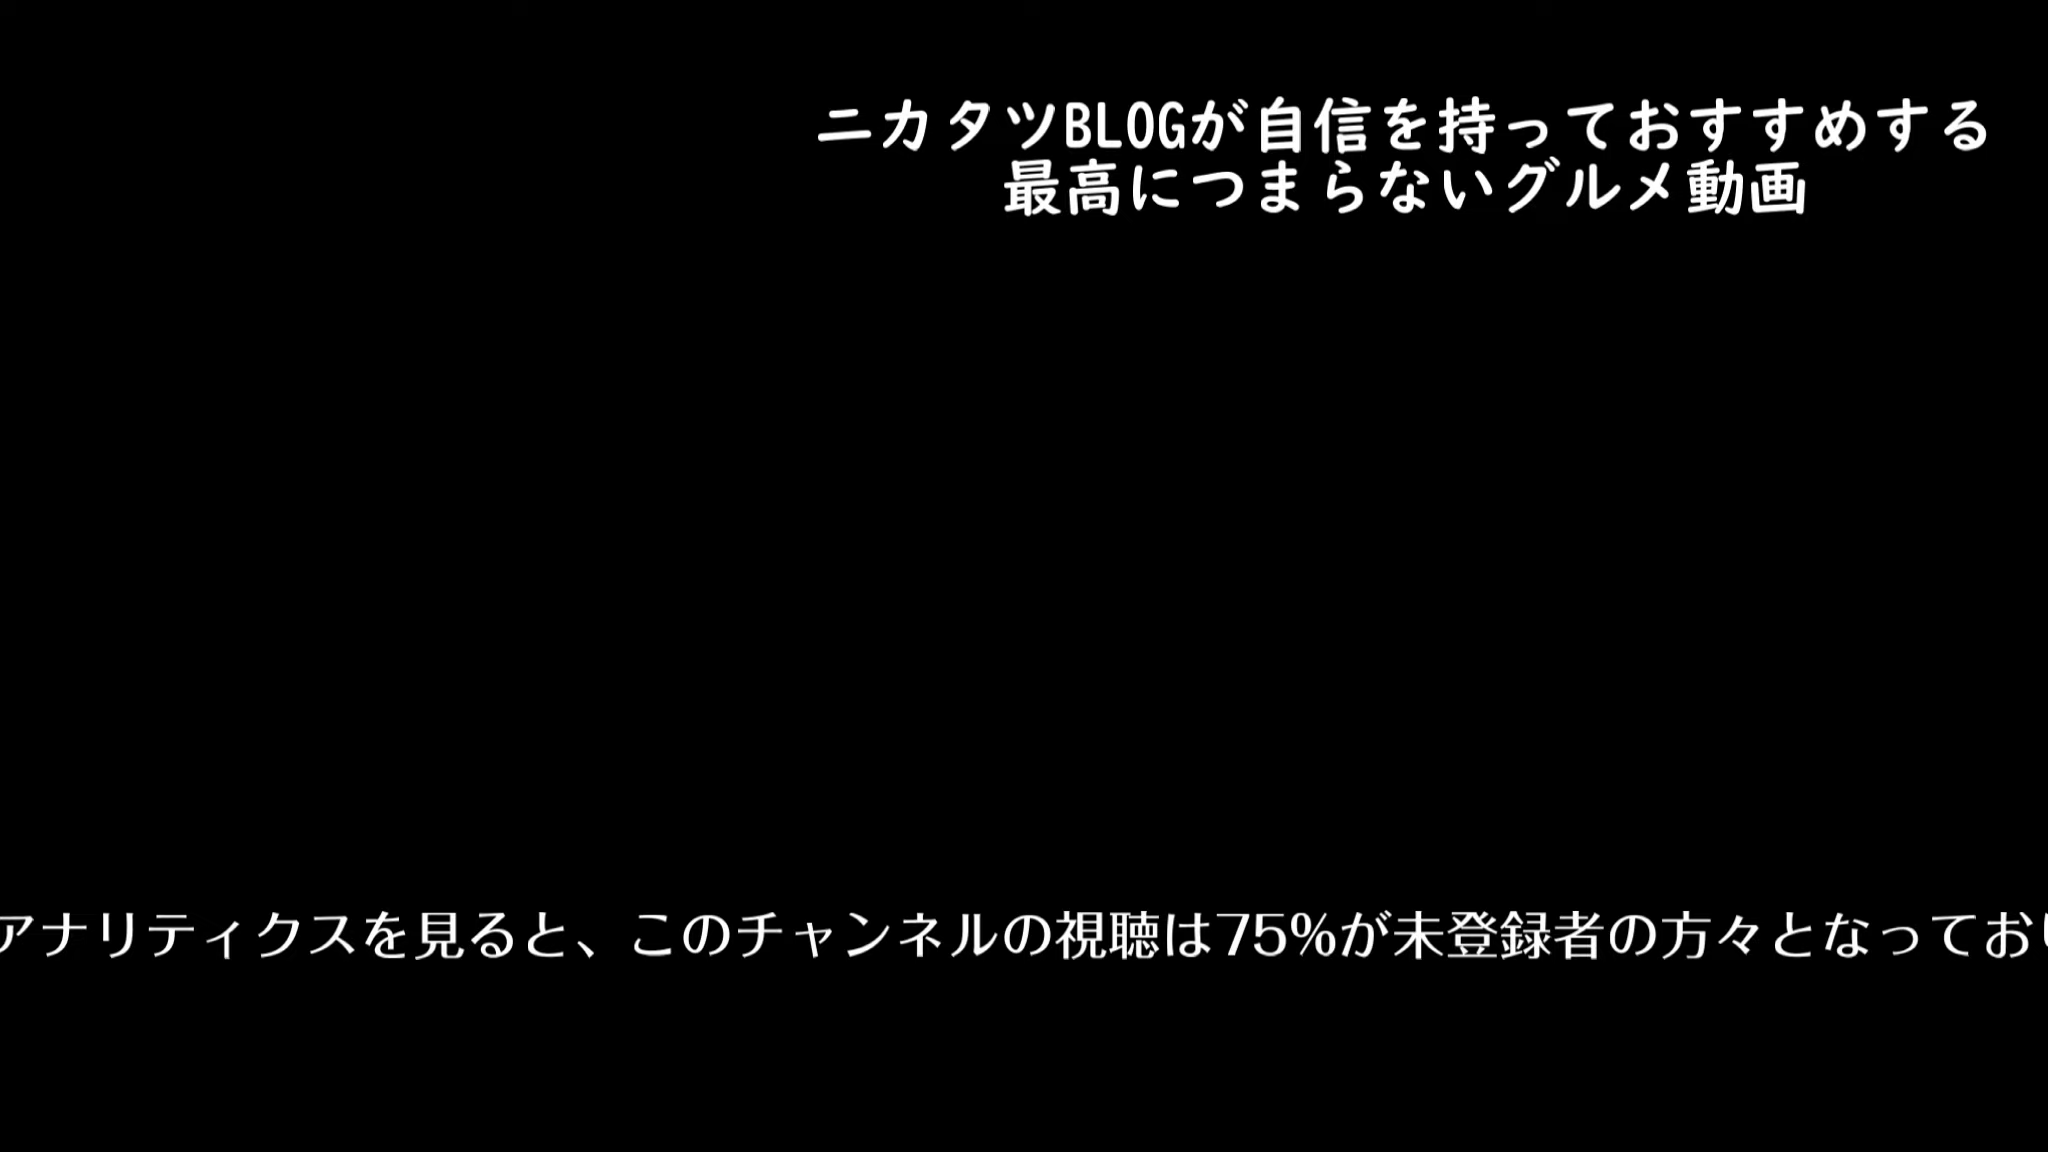 ニカタツBLOGが自信を持っておすすめする
最高につまらないグルメ動画
アナリティクスを見ると、このチャンネルの視聴は75%が未登録者の方々となっており